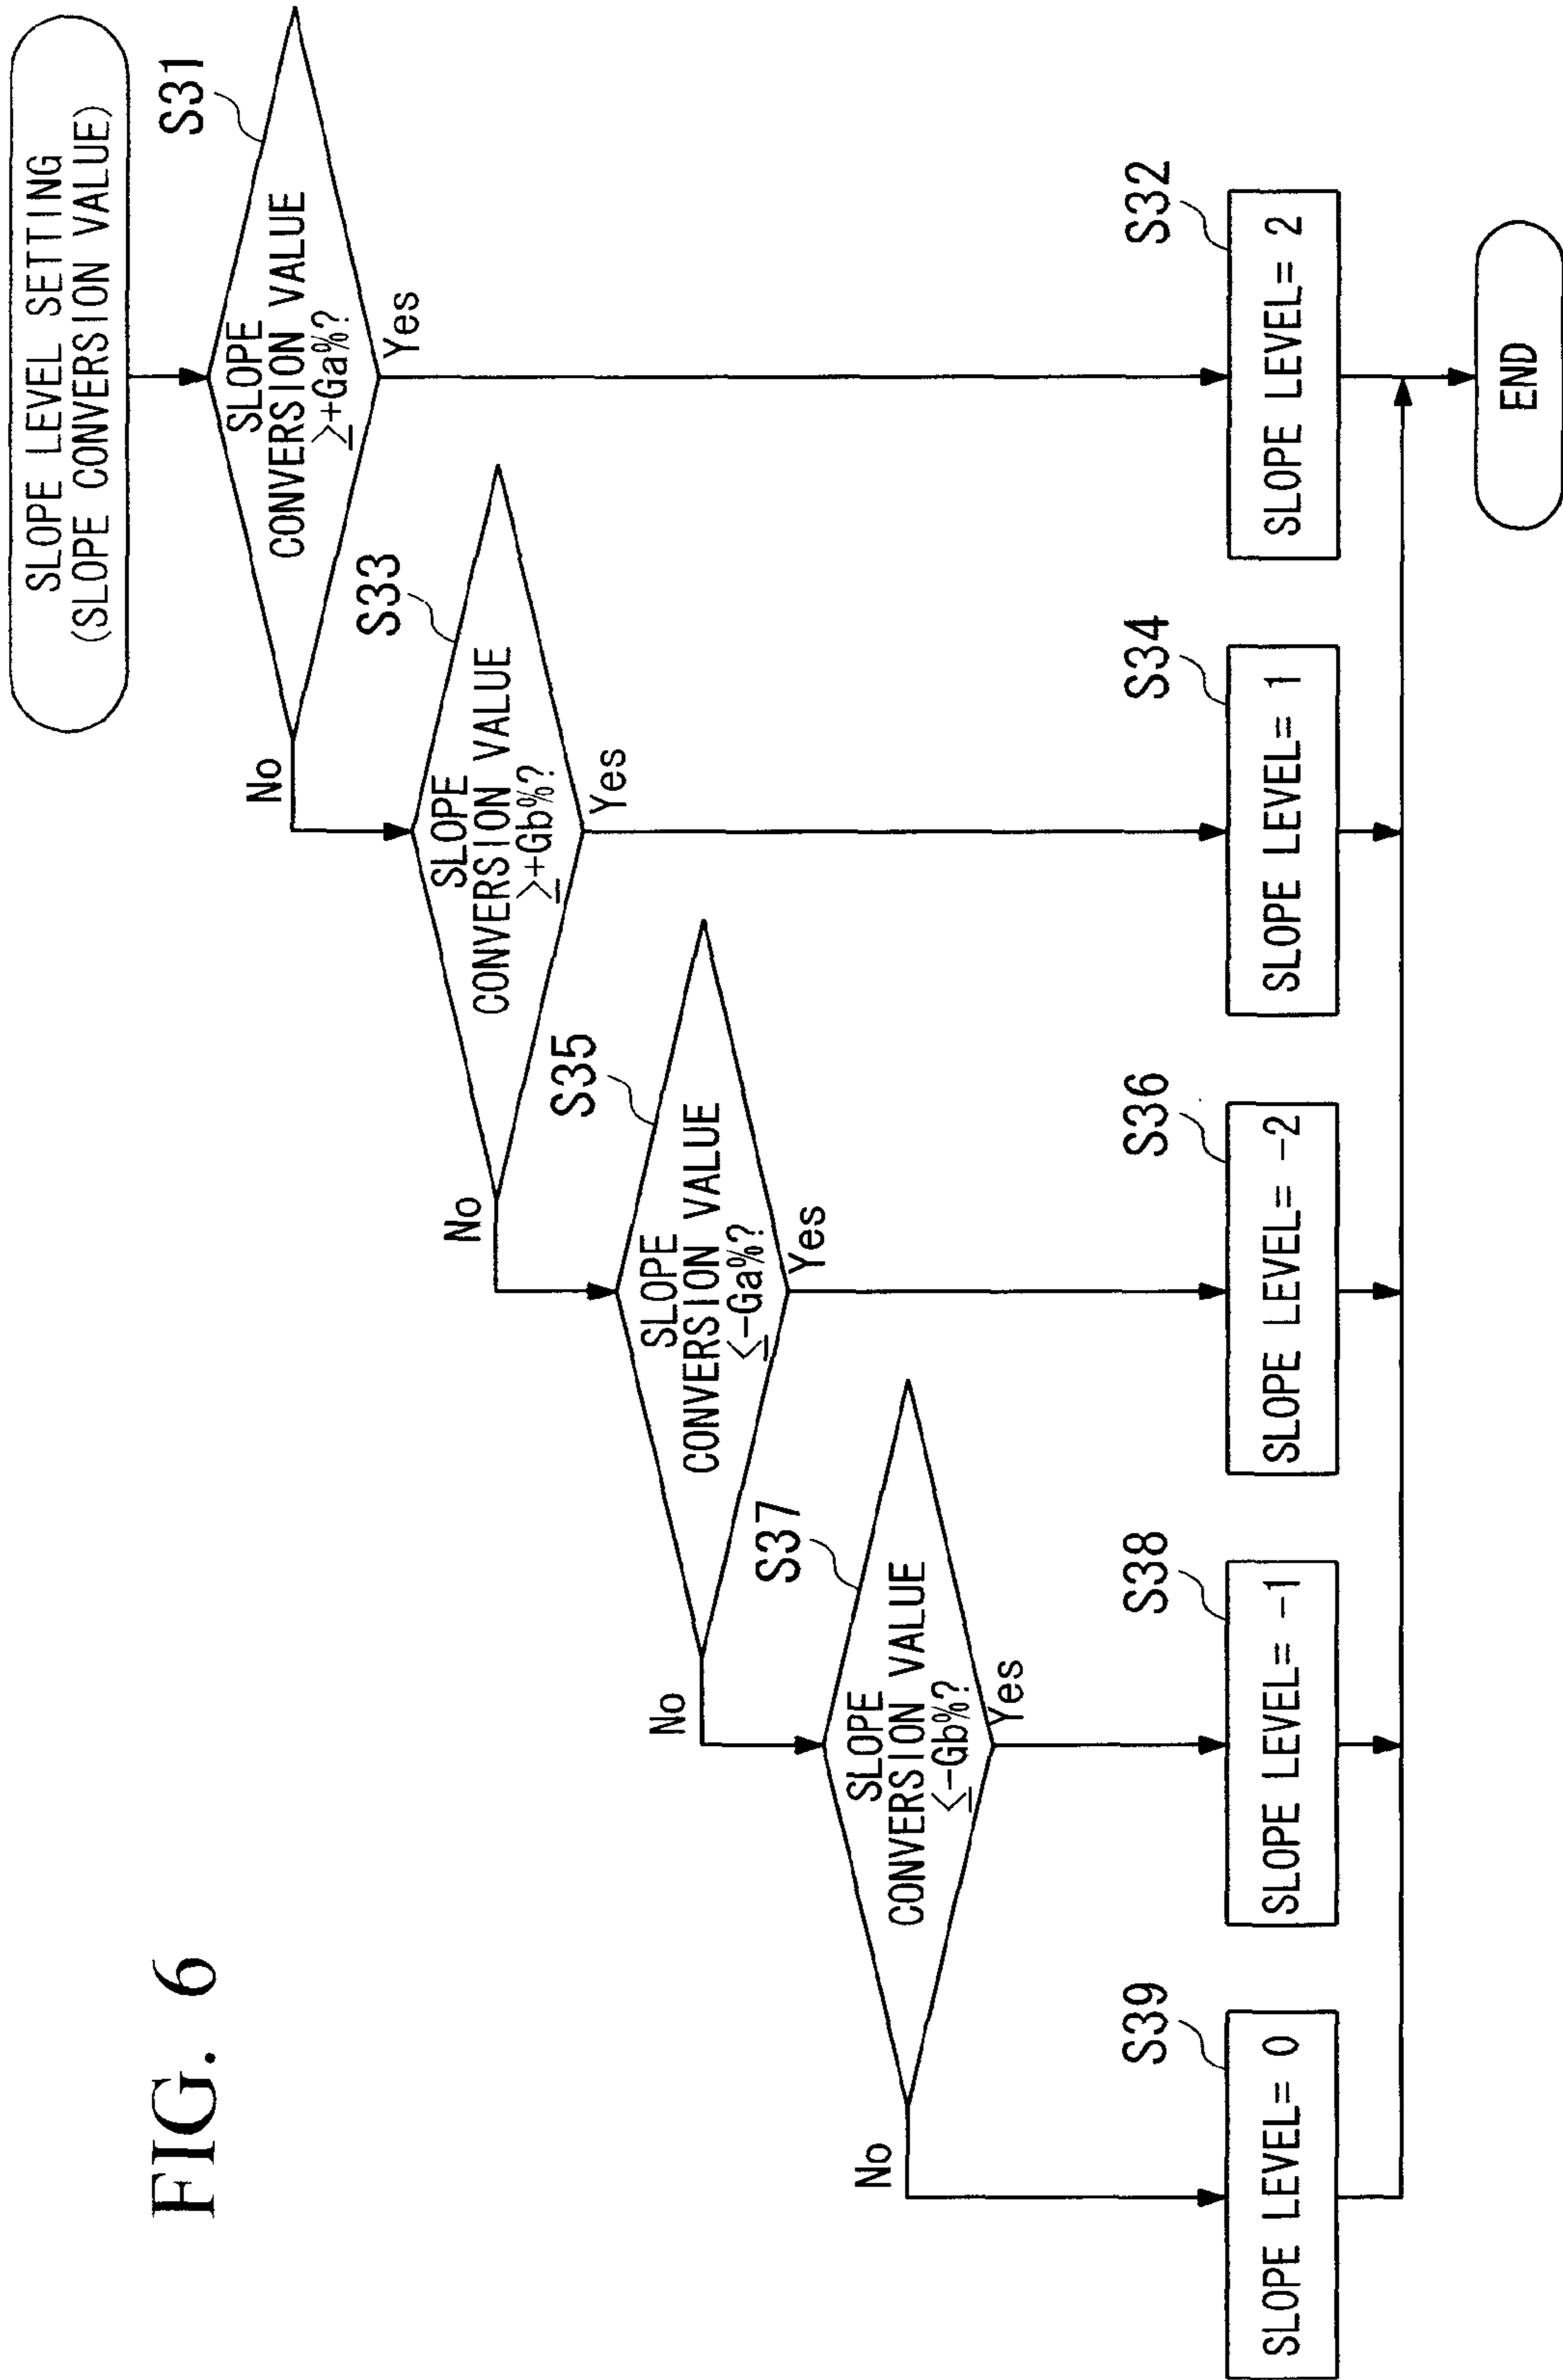 FIG. 6
SLOPE LEVEL SETTING
(SLOPE CONVERSION VALUE)
S31
SLOPE
CONVERSION VALUE
≥+Ga%?
No
Yes
S33
SLOPE
CONVERSION VALUE
≥+Gb%?
No
Yes
S35
SLOPE
CONVERSION VALUE
≤-Ga%?
No
Yes
S37
SLOPE
CONVERSION VALUE
≤-Gb%?
No
Yes
S39
SLOPE LEVEL= 0
S38
SLOPE LEVEL= -1
S36
SLOPE LEVEL= -2
S34
SLOPE LEVEL= 1
S32
SLOPE LEVEL= 2
END